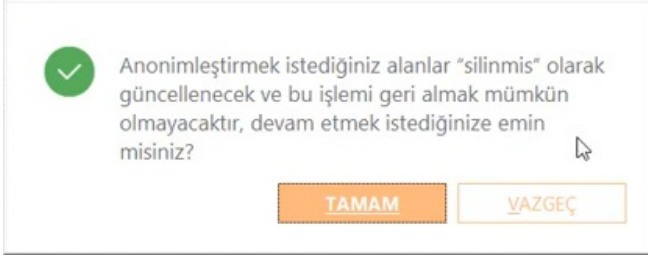 Anonimleştirmek istediğiniz alanlar "silinmis" olarak
güncellenecek ve bu işlemi geri almak mümkün
olmayacaktır, devam etmek istediğinize emin
misiniz?
TAMAM VAZGEÇ